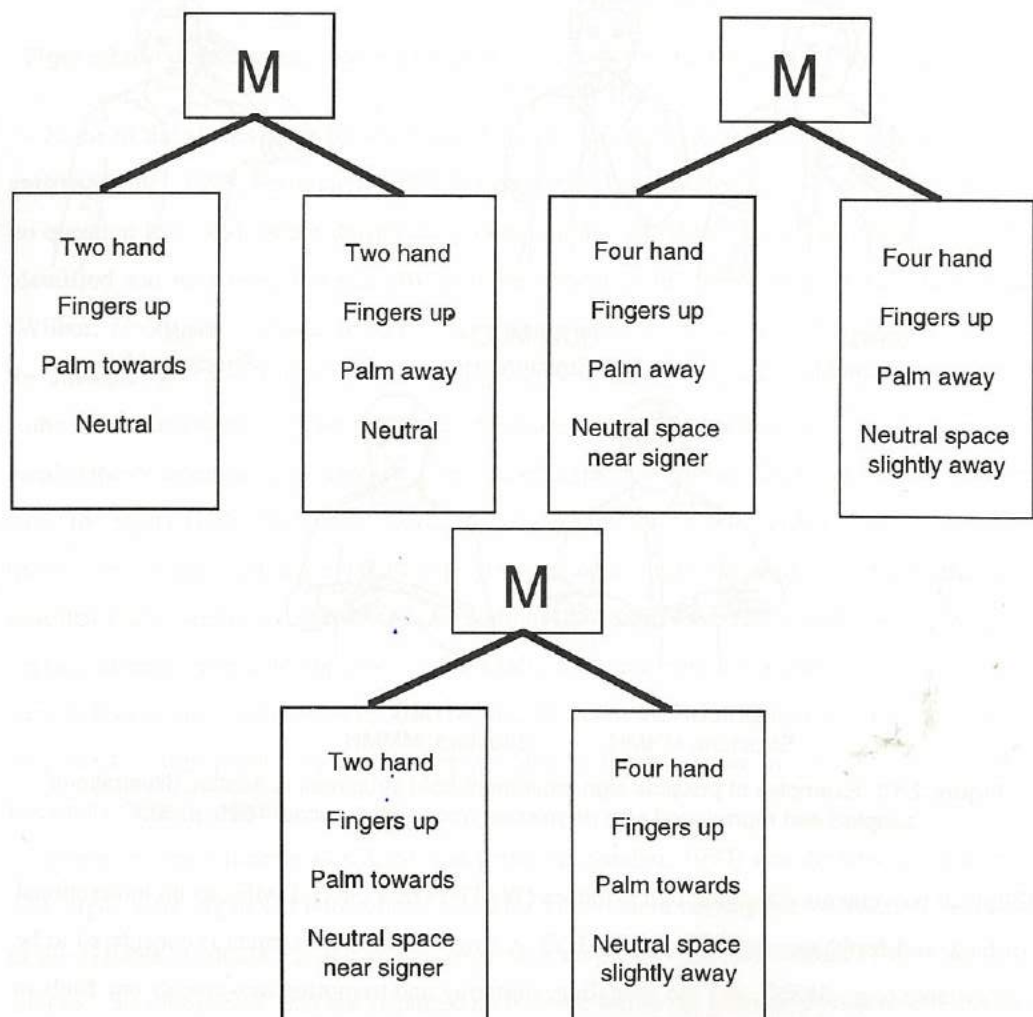 M
Two hand
Fingers up
Palm towards
Neutral
Two hand
Fingers up
Palm away
Neutral
M
Four hand
Fingers up
Palm away
Neutral space
near signer
Four hand
Fingers up
Palm away
Neutral space
slightly away
M
Two hand
Fingers up
Palm towards
Neutral space
near signer
Four hand
Fingers up
Palm towards
Neutral space
slightly away